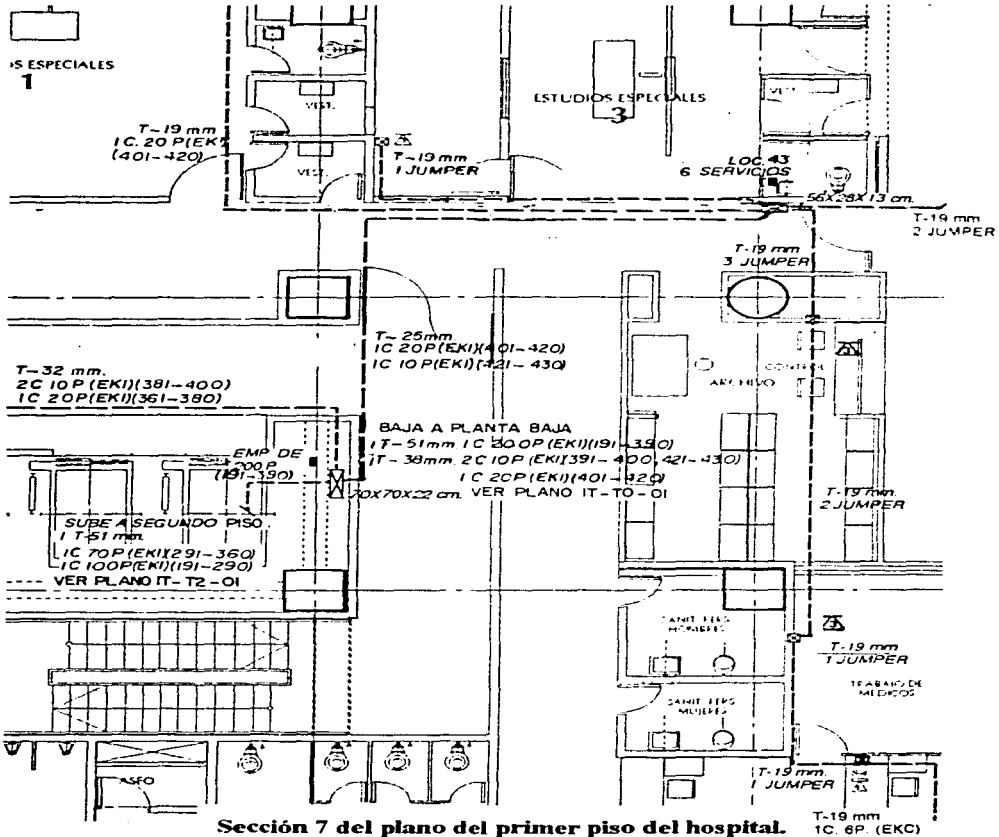 S ESPECIALES
1
VEST.
T-19 mm
1C. 20 P(EKI)
(401-420)
VEST.
T-19 mm
1 JUMPER
ESTUDIOS ESPECIALES
3
VEST.
LOC 43
6 SERVICIOS
56X28X13 cm.
T-19 mm
2 JUMPER
T-19 mm
3 JUMPER
T-25mm
1C 20P(EKI)(401-420)
1C 10P(EKI)(421-430)
T-32 mm.
2C 10 P (EKI)(381-400)
1C 20P(EKI)(361-380)
CONTROL
ARCHIVO
BAJA A PLANTA BAJA
1T-51mm 1C 200P (EKI)(191-390)
1T-38mm. 2C 10P (EKI)(391-400, 421-430)
1C 20P(EKI)(401-420)
70X70X22 cm. VER PLANO IT-TO-01
EMP DE
200 P
(191-390)
T-19 mm.
2 JUMPER
SUBE A SEGUNDO PISO
1 T-51 mm.
1C 70P(EKI)(291-360)
1C 100P(EKI)(191-290)
VER PLANO IT-T2-01
SANIT. PERS
HOMBRES
T-19 mm
1 JUMPER
TRABAJO DE
MEDICOS
SANIT PERS
MUJERES
ASEO
T-19 mm.
1 JUMPER
T-19 mm
1C. 6P. (EKC)
Sección 7 del plano del primer piso del hospital.